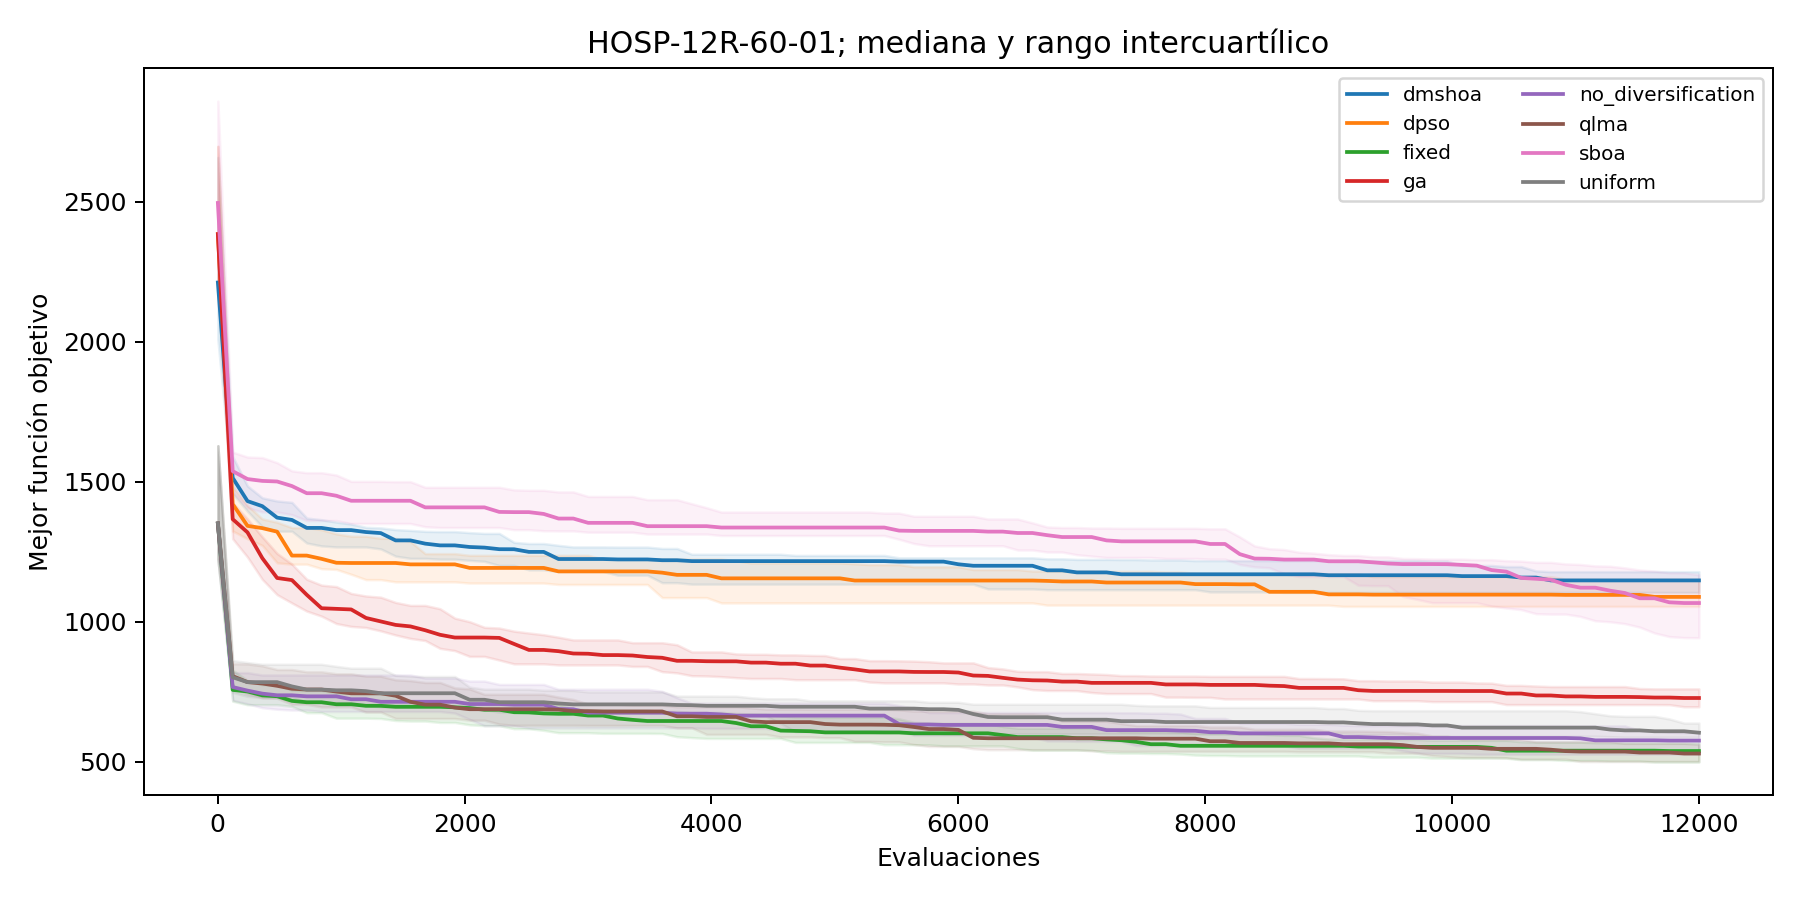 HOSP-12R-60-01; mediana y rango intercuartílico
Mejor función objetivo
2500
2000
1500
1000
500
dmshoa
dpso
fixed
ga
no_diversification
qlma
sboa
uniform
0 2000 4000 6000 8000 10000 12000
Evaluaciones